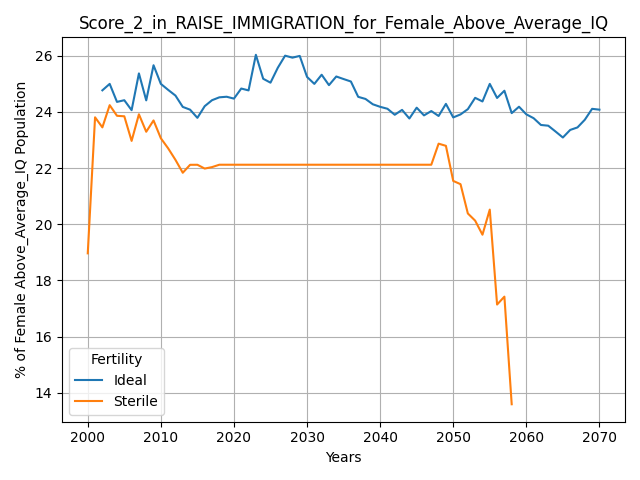 Score_2_in_RAISE_IMMIGRATION_for_Female_Above_Average_IQ
% of Female Above_Average_IQ Population
26
24
22
20
18
16
14
Fertility
Ideal
Sterile
2000 2010 2020 2030 2040 2050 2060 2070
Years